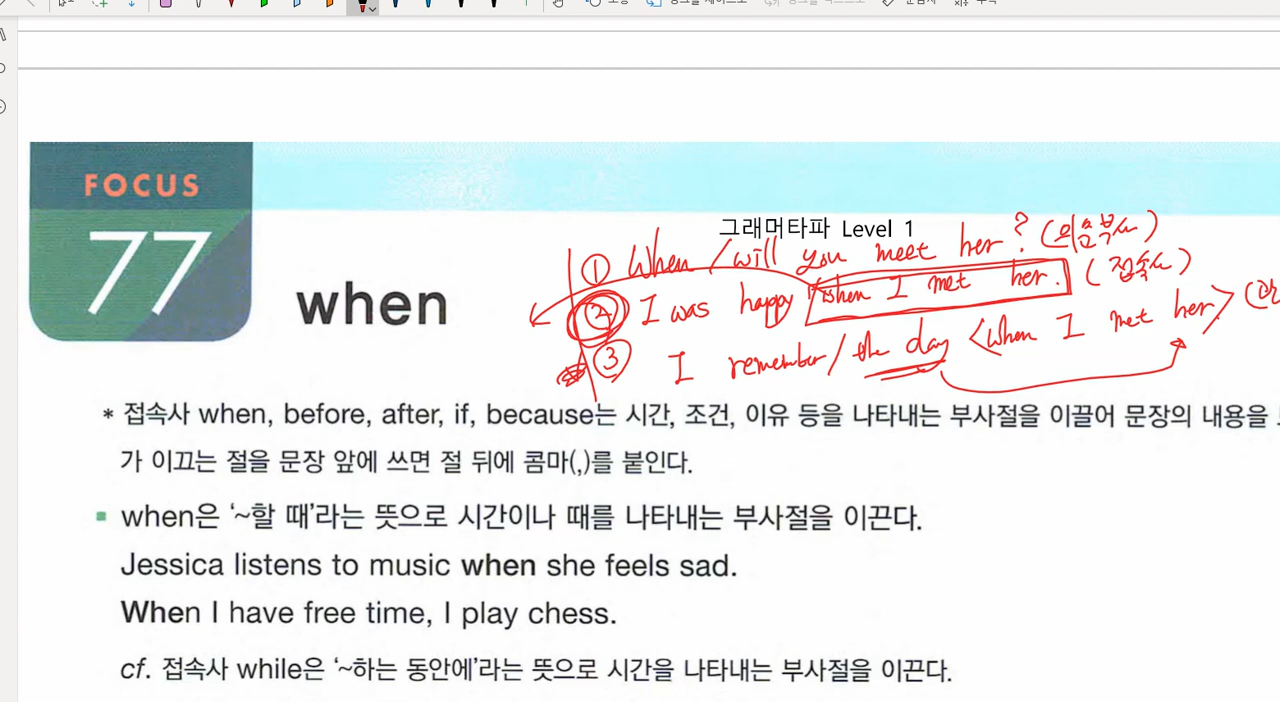 FOCUS
77
when
그래머타파 Level 1
① When / will you meet her ? (의문부사)
② I was happy / when I met her. (접속사)
③ I remember / the day <when I met her> (
* 접속사 when, before, after, if, because는 시간, 조건, 이유 등을 나타내는 부사절을 이끌어 문장의 내용을
가 이끄는 절을 문장 앞에 쓰면 절 뒤에 콤마(,)를 붙인다.
▪ when은 ‘~할 때’라는 뜻으로 시간이나 때를 나타내는 부사절을 이끈다.
Jessica listens to music when she feels sad.
When I have free time, I play chess.
cf. 접속사 while은 ‘~하는 동안에’라는 뜻으로 시간을 나타내는 부사절을 이끈다.